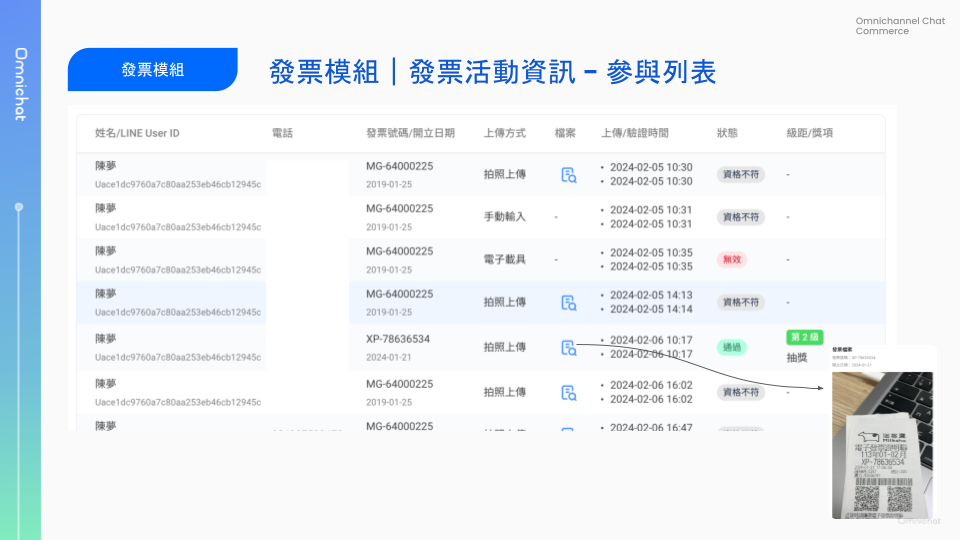 Omnichat
Omnichannel Chat
Commerce
發票模組
發票模組｜發票活動資訊 – 參與列表
姓名/LINE User ID 電話 發票號碼/開立日期 上傳方式 檔案 上傳/驗證時間 狀態 級距/獎項
陳夢 MG-64000225 拍照上傳 • 2024-02-05 10:30 資格不符 -
Uace1dc9760a7c80aa253eb46cb12945c 2019-01-25 • 2024-02-05 10:30
陳夢 MG-64000225 手動輸入 - • 2024-02-05 10:31 資格不符 -
Uace1dc9760a7c80aa253eb46cb12945c 2019-01-25 • 2024-02-05 10:31
陳夢 MG-64000225 電子載具 - • 2024-02-05 10:35 無效 -
Uace1dc9760a7c80aa253eb46cb12945c 2019-01-25 • 2024-02-05 10:35
陳夢 MG-64000225 拍照上傳 • 2024-02-05 14:13 資格不符 -
Uace1dc9760a7c80aa253eb46cb12945c 2019-01-25 • 2024-02-05 14:14
陳夢 XP-78636534 拍照上傳 • 2024-02-06 10:17 通過 第 2 級
Uace1dc9760a7c80aa253eb46cb12945c 2024-01-21 • 2024-02-06 10:17 抽獎
陳夢 MG-64000225 拍照上傳 • 2024-02-06 16:02 資格不符 -
Uace1dc9760a7c80aa253eb46cb12945c 2019-01-25 • 2024-02-06 16:02
陳夢 MG-64000225 • 2024-02-06 16:47
發票檔案
發票號碼：XP-78636534
開立日期：2024-01-21
電子發票證明聯
113年01-02月
XP-78636534
Omnichat